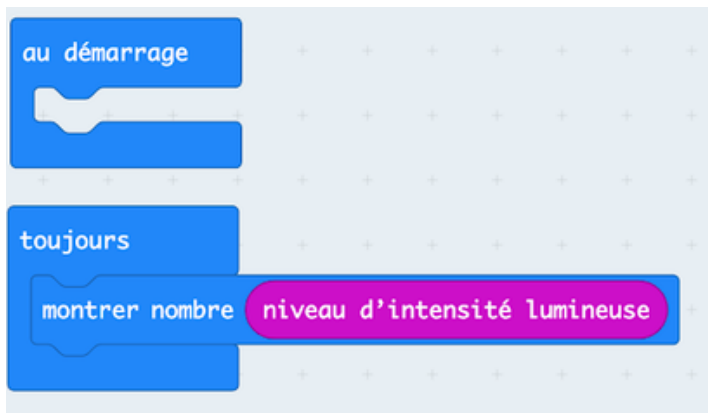 au démarrage
toujours
montrer nombre niveau d’intensité lumineuse